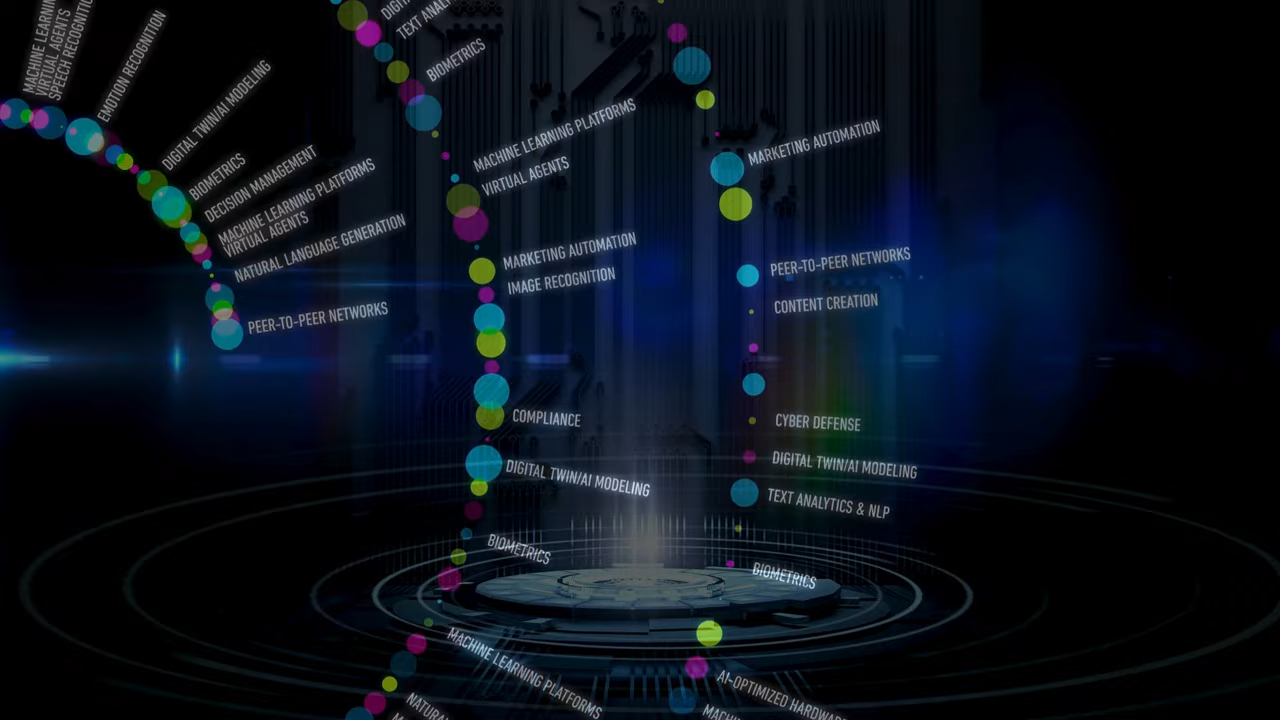 MACHINE LEARNING
VIRTUAL AGENTS
SPEECH
EMOTION RECOGNITION
DIGITAL TWIN/AI MODELING
BIOMETRICS
DECISION MANAGEMENT
MACHINE LEARNING PLATFORMS
VIRTUAL AGENTS
NATURAL LANGUAGE GENERATION
PEER-TO-PEER NETWORKS
TEXT
BIOMETRICS
MACHINE LEARNING PLATFORMS
VIRTUAL AGENTS
MARKETING AUTOMATION
IMAGE RECOGNITION
COMPLIANCE
DIGITAL TWIN/AI MODELING
BIOMETRICS
MACHINE LEARNING PLATFORMS
MARKETING AUTOMATION
PEER-TO-PEER NETWORKS
CONTENT CREATION
CYBER DEFENSE
DIGITAL TWIN/AI MODELING
TEXT ANALYTICS & NLP
BIOMETRICS
AI-OPTIMIZED HARDWARE